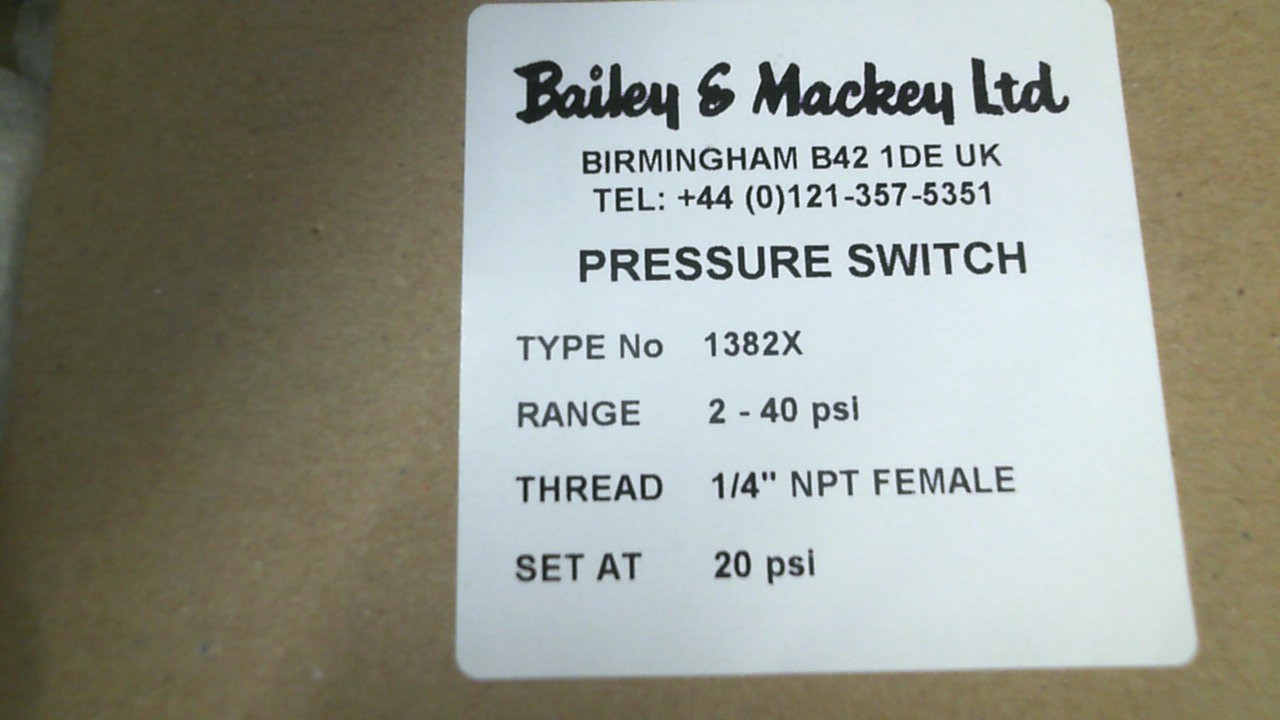 Bailey & Mackey Ltd
BIRMINGHAM B42 1DE UK
TEL: +44 (0)121-357-5351
PRESSURE SWITCH
TYPE No 1382X
RANGE 2 - 40 psi
THREAD 1/4" NPT FEMALE
SET AT 20 psi